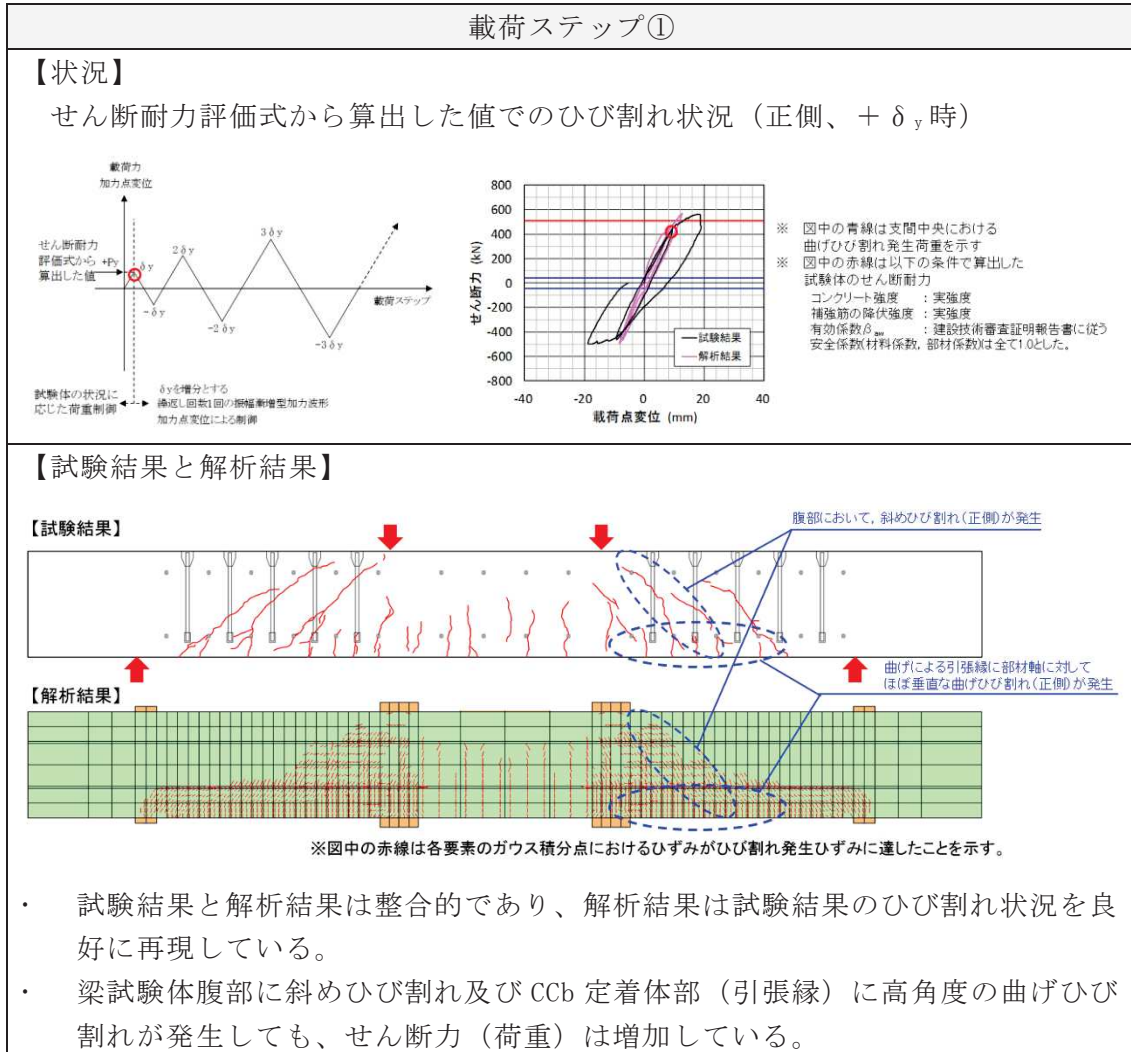 載荷ステップ①
【状況】
せん断耐力評価式から算出した値でのひび割れ状況（正側、＋δy時）
載荷力
加力点変位
せん断耐力
評価式から +Py
算出した値
δy
2δy
3δy
-δy
-2δy
-3δy
載荷ステップ
試験体の状況に
応じた荷重制御
δyを増分とする
繰返し回数1回の振幅漸増型加力波形
加力点変位による制御
せん断力 (kN)
800
600
400
200
0
-200
-400
-600
-800
-40 -20 0 20 40
載荷点変位 (mm)
試験結果
解析結果
※ 図中の青線は支間中央における
曲げひび割れ発生荷重を示す
※ 図中の赤線は以下の条件で算出した
試験体のせん断耐力
コンクリート強度 ：実強度
補強筋の降伏強度 ：実強度
有効係数βaw ：建設技術審査証明報告書に従う
安全係数(材料係数，部材係数)は全て1.0とした。
【試験結果と解析結果】
【試験結果】
腹部において，斜めひび割れ(正側)が発生
曲げによる引張縁に部材軸に対して
ほぼ垂直な曲げひび割れ(正側)が発生
【解析結果】
※図中の赤線は各要素のガウス積分点におけるひずみがひび割れ発生ひずみに達したことを示す。
・ 試験結果と解析結果は整合的であり、解析結果は試験結果のひび割れ状況を良
好に再現している。
・ 梁試験体腹部に斜めひび割れ及び CCb 定着体部（引張縁）に高角度の曲げひび
割れが発生しても、せん断力（荷重）は増加している。